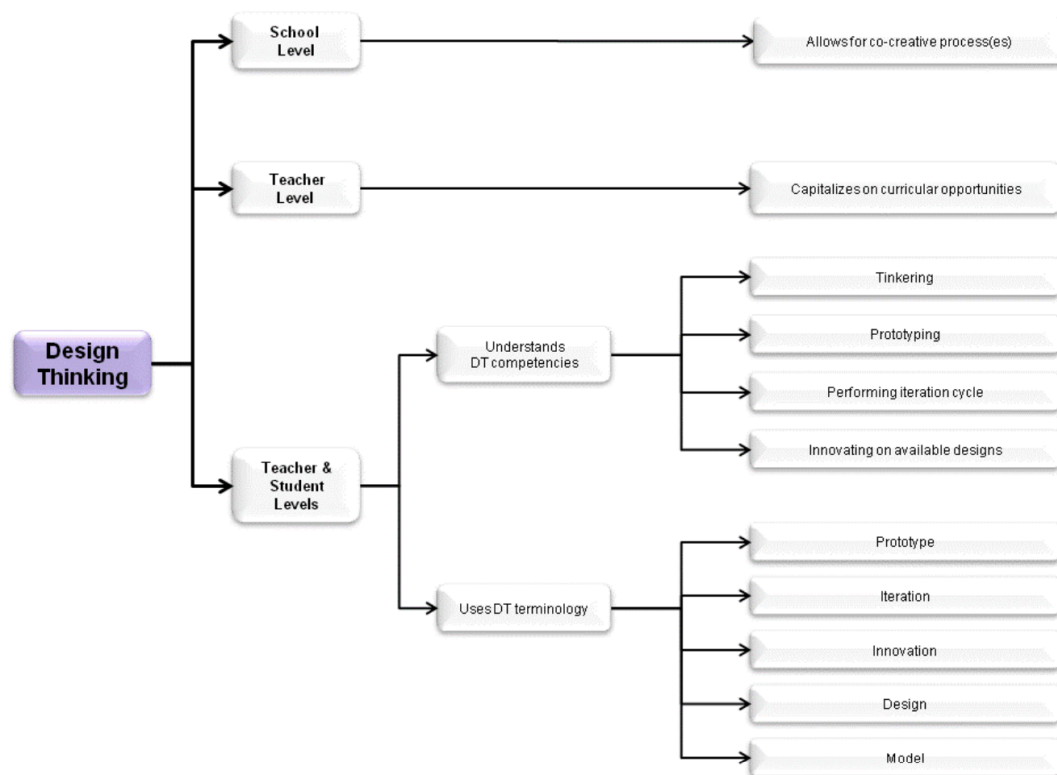 School
Level
Allows for co-creative process(es)
Teacher
Level
Capitalizes on curricular opportunities
Design
Thinking
Teacher &
Student
Levels
Understands
DT competencies
Tinkering
Prototyping
Performing iteration cycle
Innovating on available designs
Uses DT terminology
Prototype
Iteration
Innovation
Design
Model